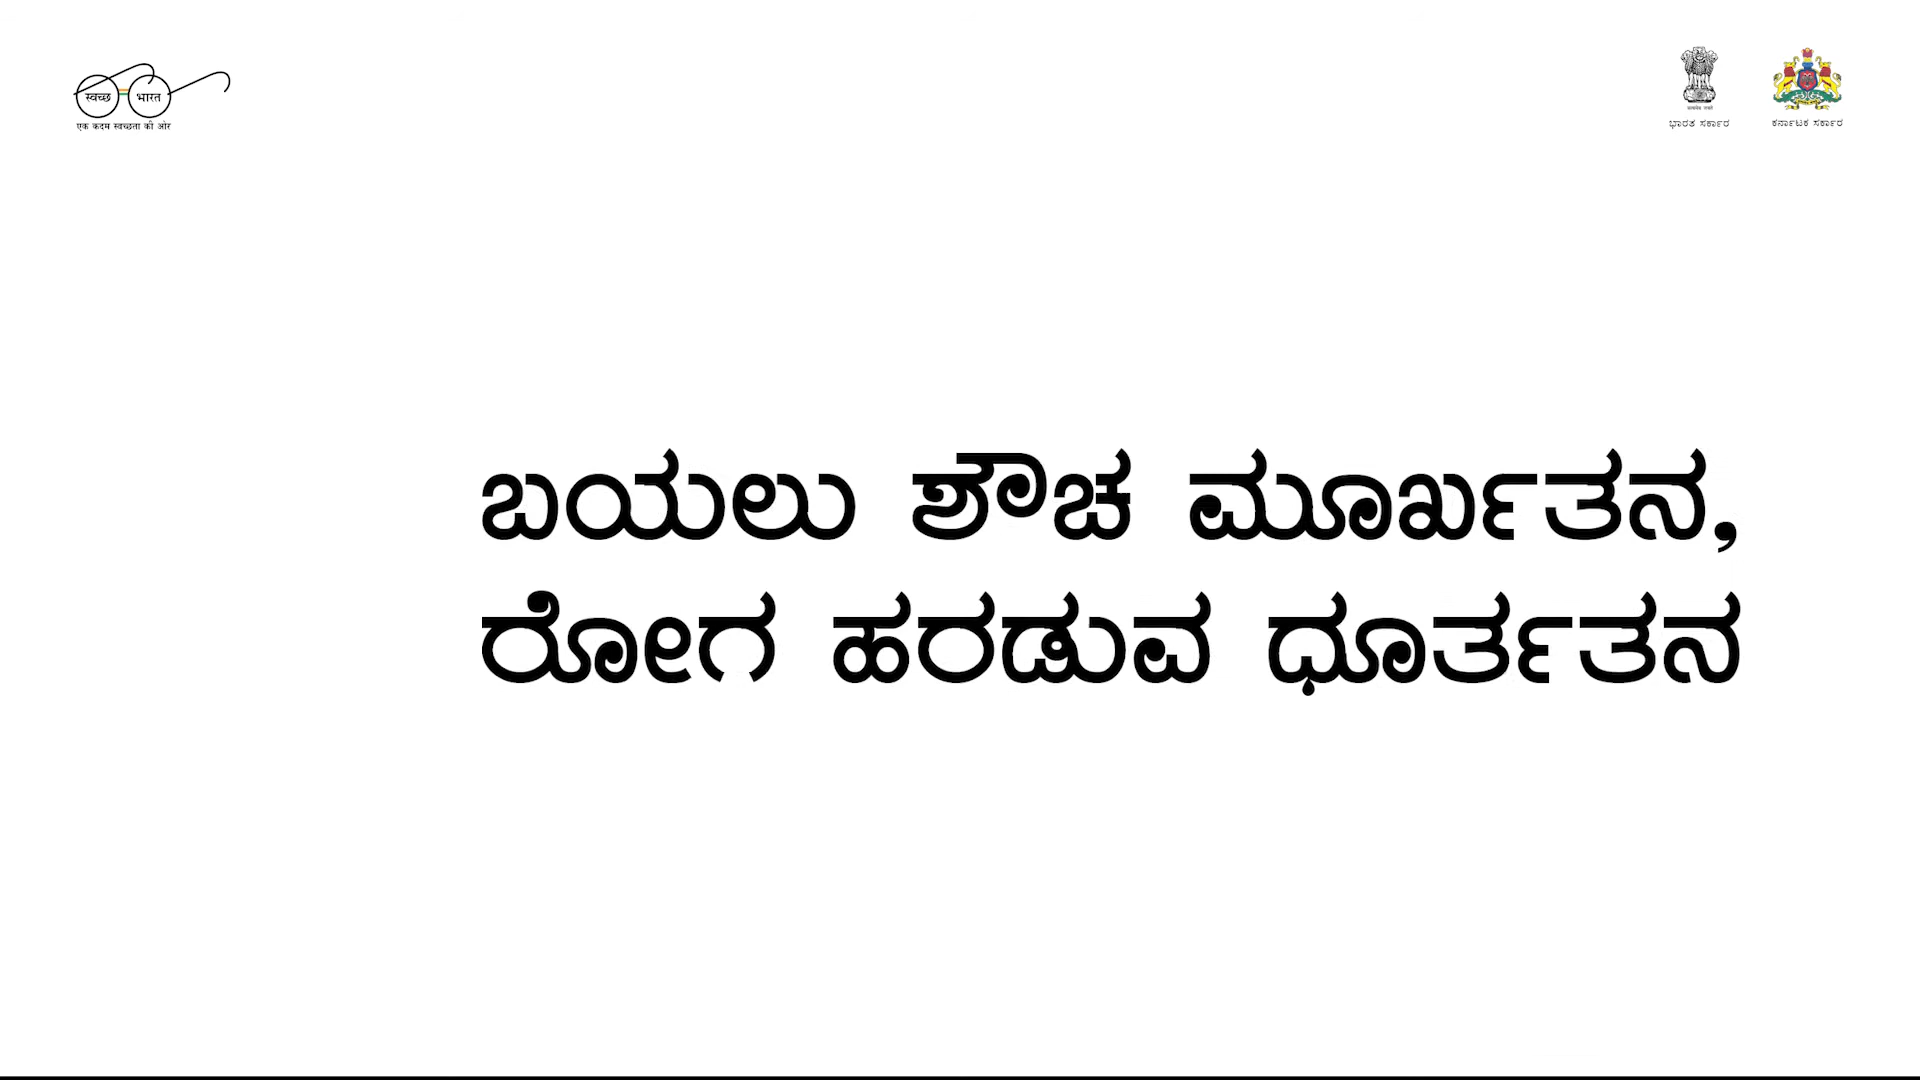 स्वच्छ भारत
एक कदम स्वच्छता की ओर
ಭಾರತ ಸರ್ಕಾರ
ಕರ್ನಾಟಕ ಸರ್ಕಾರ
ಬಯಲು ಶೌಚ ಮೂರ್ಖತನ,
ರೋಗ ಹರಡುವ ಧೂರ್ತತನ